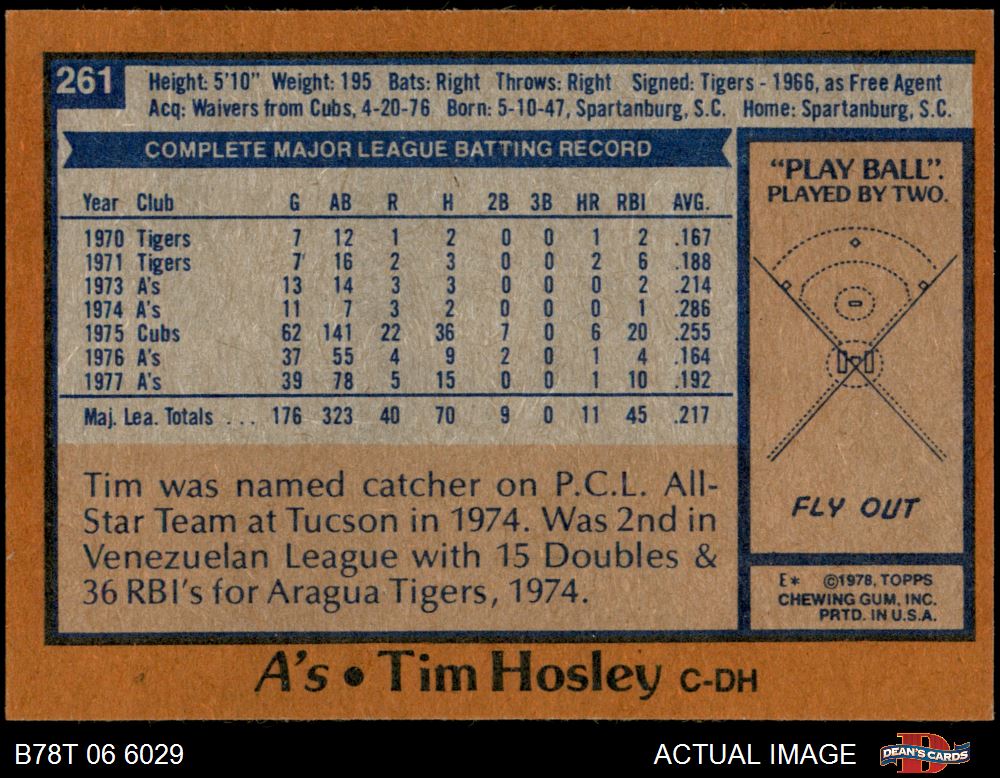 261
Height: 5'10" Weight: 195 Bats: Right Throws: Right Signed: Tigers - 1966, as Free Agent
Acq: Waivers from Cubs, 4-20-76 Born: 5-10-47, Spartanburg, S.C. Home: Spartanburg, S.C.
COMPLETE MAJOR LEAGUE BATTING RECORD
Year Club G AB R H 2B 3B HR RBI AVG.
1970 Tigers 7 12 1 2 0 0 1 2 .167
1971 Tigers 7 16 2 3 0 0 2 6 .188
1973 A's 13 14 3 3 0 0 0 2 .214
1974 A's 11 7 3 2 0 0 0 1 .286
1975 Cubs 62 141 22 36 7 0 6 20 .255
1976 A's 37 55 4 9 2 0 1 4 .164
1977 A's 39 78 5 15 0 0 1 10 .192
Maj. Lea. Totals . . . 176 323 40 70 9 0 11 45 .217
Tim was named catcher on P.C.L. All-
Star Team at Tucson in 1974. Was 2nd in
Venezuelan League with 15 Doubles &
36 RBI's for Aragua Tigers, 1974.
"PLAY BALL".
PLAYED BY TWO.
FLY OUT
E* ©1978, TOPPS
CHEWING GUM, INC.
PRTD. IN U.S.A.
A's • Tim Hosley C-DH
B78T 06 6029
ACTUAL IMAGE
DEAN'S CARDS